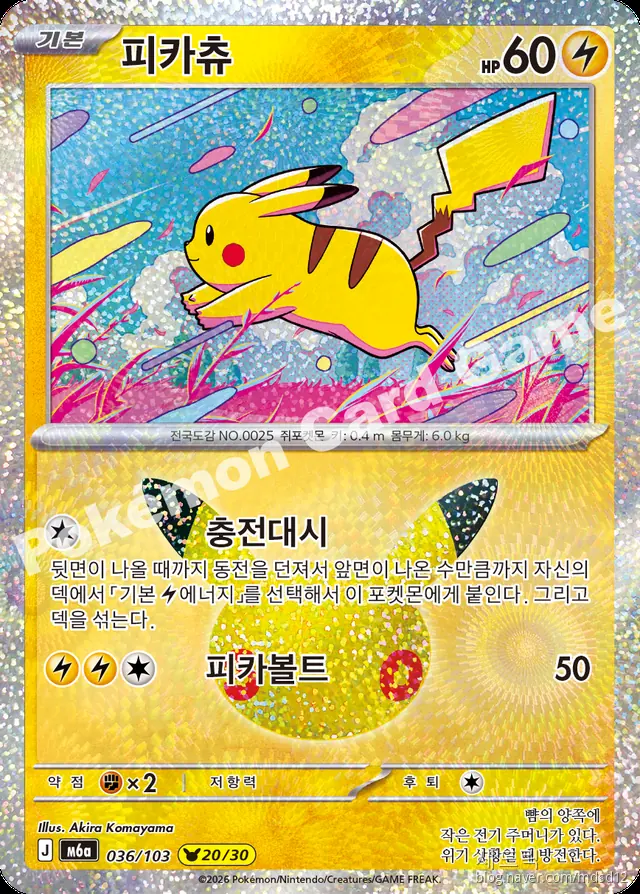 기본 피카츄 HP 60
전국도감 NO.0025 쥐포켓몬 키: 0.4 m 몸무게: 6.0 kg
Pokémon Card Game
충전대시
뒷면이 나올 때까지 동전을 던져서 앞면이 나온 수만큼까지 자신의
덱에서 「기본 에너지」를 선택해서 이 포켓몬에게 붙인다. 그리고
덱을 섞는다.
피카볼트 50
약점 ×2 저항력 후퇴
Illus. Akira Komayama
J M6a 036/103 20/30
뺨의 양쪽에
작은 전기 주머니가 있다.
위기 상황일 때 방전한다.
©2026 Pokémon/Nintendo/Creatures/GAME FREAK.
blog.naver.com/mdsd12